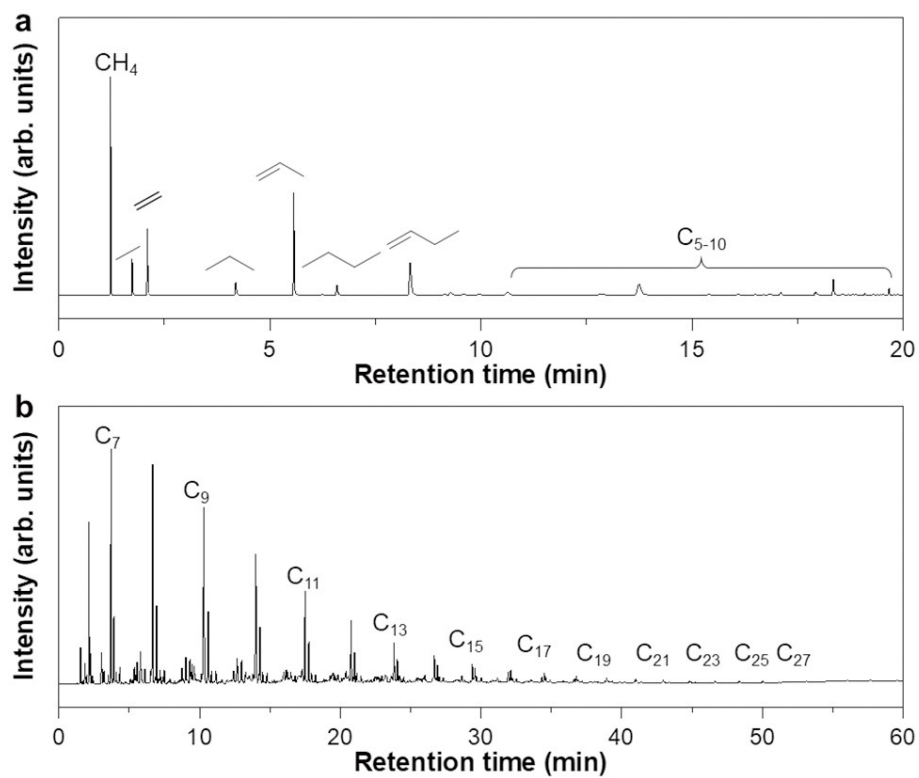 a
Intensity (arb. units)
CH₄
C₅₋₁₀
0 5 10 15 20
Retention time (min)
b
Intensity (arb. units)
C₇
C₉
C₁₁
C₁₃
C₁₅
C₁₇
C₁₉
C₂₁
C₂₃
C₂₅
C₂₇
0 10 20 30 40 50 60
Retention time (min)